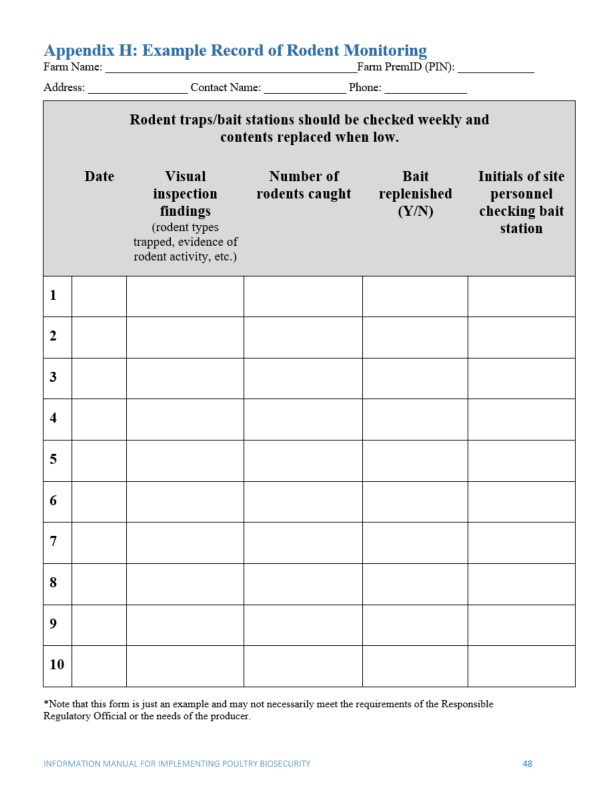 Appendix H: Example Record of Rodent Monitoring
Farm Name: __________________________________________Farm PremID (PIN): _____________
Address: _________________ Contact Name: ______________ Phone: ______________
Rodent traps/bait stations should be checked weekly and
contents replaced when low.
Date
Visual
inspection
findings
(rodent types
trapped, evidence of
rodent activity, etc.)
Number of
rodents caught
Bait
replenished
(Y/N)
Initials of site
personnel
checking bait
station
1
2
3
4
5
6
7
8
9
10
*Note that this form is just an example and may not necessarily meet the requirements of the Responsible
Regulatory Official or the needs of the producer.
INFORMATION MANUAL FOR IMPLEMENTING POULTRY BIOSECURITY 48